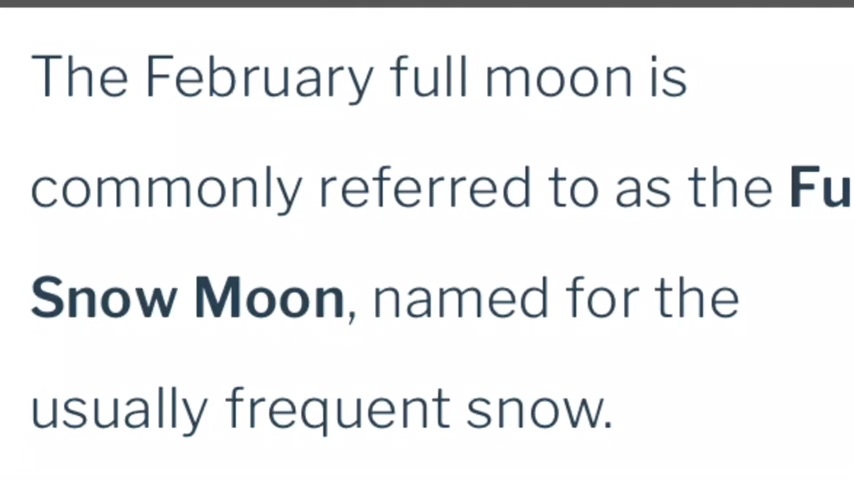 The February full moon is
commonly referred to as the Fu
Snow Moon, named for the
usually frequent snow.